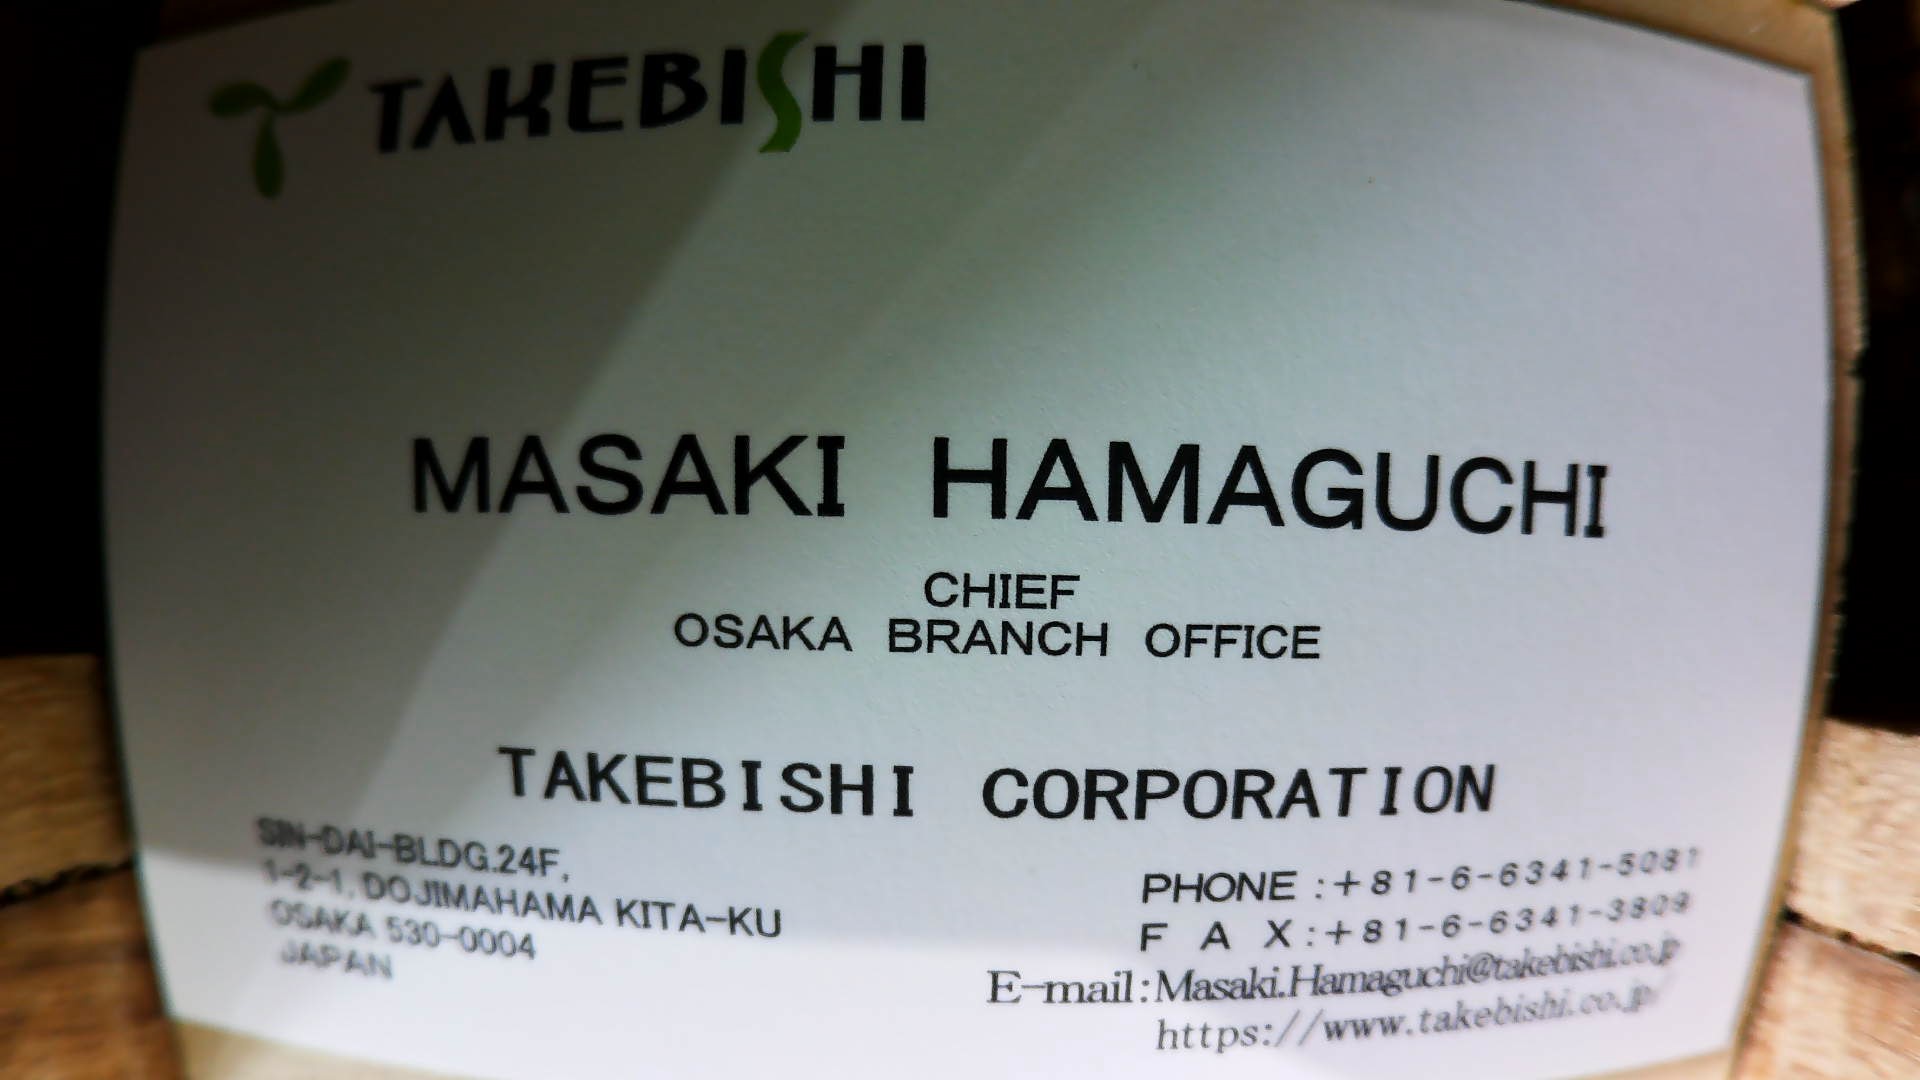 TAKEBISHI
MASAKI HAMAGUCHI
CHIEF
OSAKA BRANCH OFFICE
TAKEBISHI CORPORATION
SIN-DAI-BLDG.24F,
1-2-1, DOJIMAHAMA KITA-KU
OSAKA 530-0004
JAPAN
PHONE :+81-6-6341-5081
F A X:+81-6-6341-3809
E-mail:Masaki.Hamaguchi@takebishi.co.jp
https://www.takebishi.co.jp/